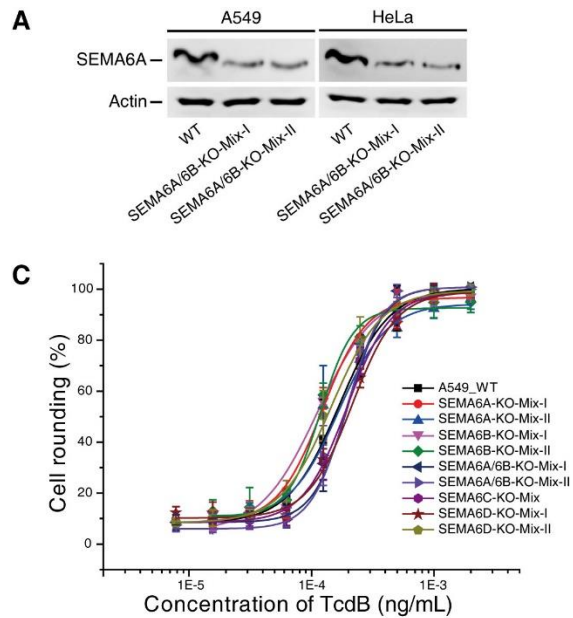 A
A549 HeLa
SEMA6A
Actin
WT SEMA6A/6B-KO-Mix-I SEMA6A/6B-KO-Mix-II WT SEMA6A/6B-KO-Mix-I SEMA6A/6B-KO-Mix-II
C
Cell rounding (%)
100
80
60
40
20
0
A549_WT
SEMA6A-KO-Mix-I
SEMA6A-KO-Mix-II
SEMA6B-KO-Mix-I
SEMA6B-KO-Mix-II
SEMA6A/6B-KO-Mix-I
SEMA6A/6B-KO-Mix-II
SEMA6C-KO-Mix
SEMA6D-KO-Mix-I
SEMA6D-KO-Mix-II
1E-5 1E-4 1E-3
Concentration of TcdB (ng/mL)